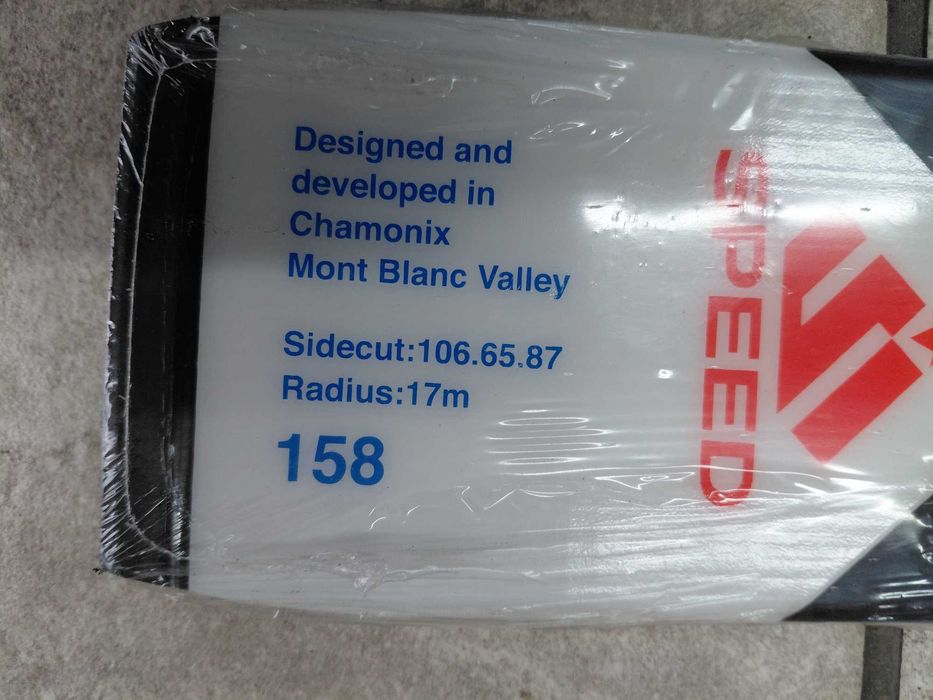 Designed and
developed in
Chamonix
Mont Blanc Valley
Sidecut:106.65.87
Radius:17m
158
SPEED